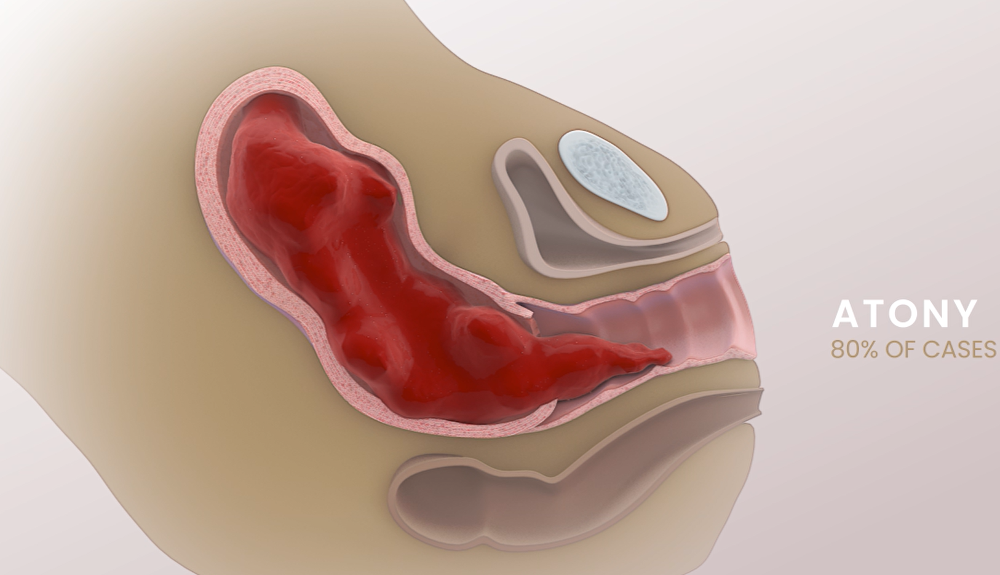 ATONY
80% OF CASES